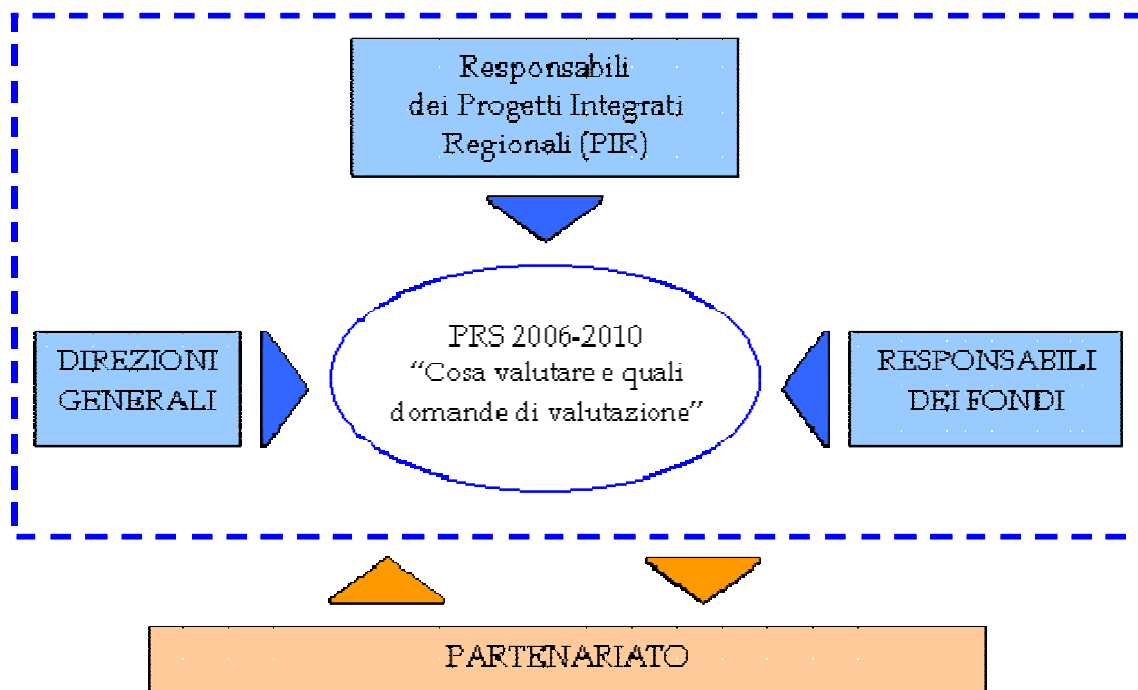 Responsabili
dei Progetti Integrati
Regionali (PIR)
PRS 2006-2010
“Cosa valutare e quali
domande di valutazione”
DIREZIONI
GENERALI
RESPONSABILI
DEI FONDI
PARTENARIATO